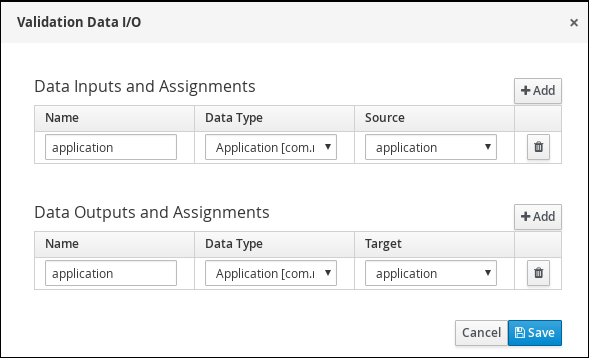 Validation Data I/O ×
Data Inputs and Assignments
+ Add
Name Data Type Source
application Application [com. application
Data Outputs and Assignments
+ Add
Name Data Type Target
application Application [com. application
Cancel Save